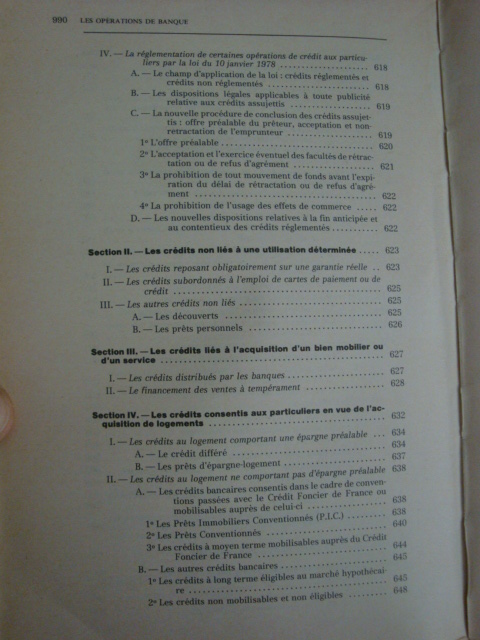 990 LES OPÉRATIONS DE BANQUE
IV. — La réglementation de certaines opérations de crédit aux particu-
liers par la loi du 10 janvier 1978 .................. 618
A. — Le champ d'application de la loi : crédits réglementés et
crédits non réglementés ...................... 618
B. — Les dispositions légales applicables à toute publicité
relative aux crédits assujettis .................. 619
C. — La nouvelle procédure de conclusion des crédits assujet-
tis : offre préalable du prêteur, acceptation et non-
retractation de l'emprunteur .................. 619
1° L'offre préalable ............................ 620
2° L'acceptation et l'exercice éventuel des facultés de rétrac-
tation ou de refus d'agrément .................. 621
3° La prohibition de tout mouvement de fonds avant l'expi-
ration du délai de rétractation ou de refus d'agré-
ment .................................. 622
4° La prohibition de l'usage des effets de commerce ..... 622
D. — Les nouvelles dispositions relatives à la fin anticipée et
au contentieux des crédits réglementés ........... 622
Section II. — Les crédits non liés à une utilisation déterminée ..... 623
I. — Les crédits reposant obligatoirement sur une garantie réelle .. 623
II. — Les crédits subordonnés à l'emploi de cartes de paiement ou de
crédit .................................. 625
III. — Les autres crédits non liés ...................... 625
A. — Les découverts ............................ 625
B. — Les prêts personnels ........................ 626
Section III. — Les crédits liés à l'acquisition d'un bien mobilier ou
d'un service .................................. 627
I. — Les crédits distribués par les banques ................ 627
II. — Le financement des ventes à tempérament ............. 628
Section IV. — Les crédits consentis aux particuliers en vue de l'ac-
quisition de logements ............................ 632
I. — Les crédits au logement comportant une épargne préalable ... 634
A. — Le crédit différé ............................ 634
B. — Les prêts d'épargne-logement .................. 637
II. — Les crédits au logement ne comportant pas d'épargne préalable 638
A. — Les crédits bancaires consentis dans le cadre de conven-
tions passées avec le Crédit Foncier de France ou
mobilisables auprès de celui-ci .................. 638
1° Les Prêts Immobiliers Conventionnés (P.I.C.) ......... 638
2° Les Prêts Conventionnés ...................... 640
3° Les crédits à moyen terme mobilisables auprès du Crédit
Foncier de France .......................... 644
B. — Les autres crédits bancaires .................... 645
1° Les crédits à long terme éligibles au marché hypothécai-
re .................................... 645
2° Les crédits non mobilisables et non éligibles ......... 648